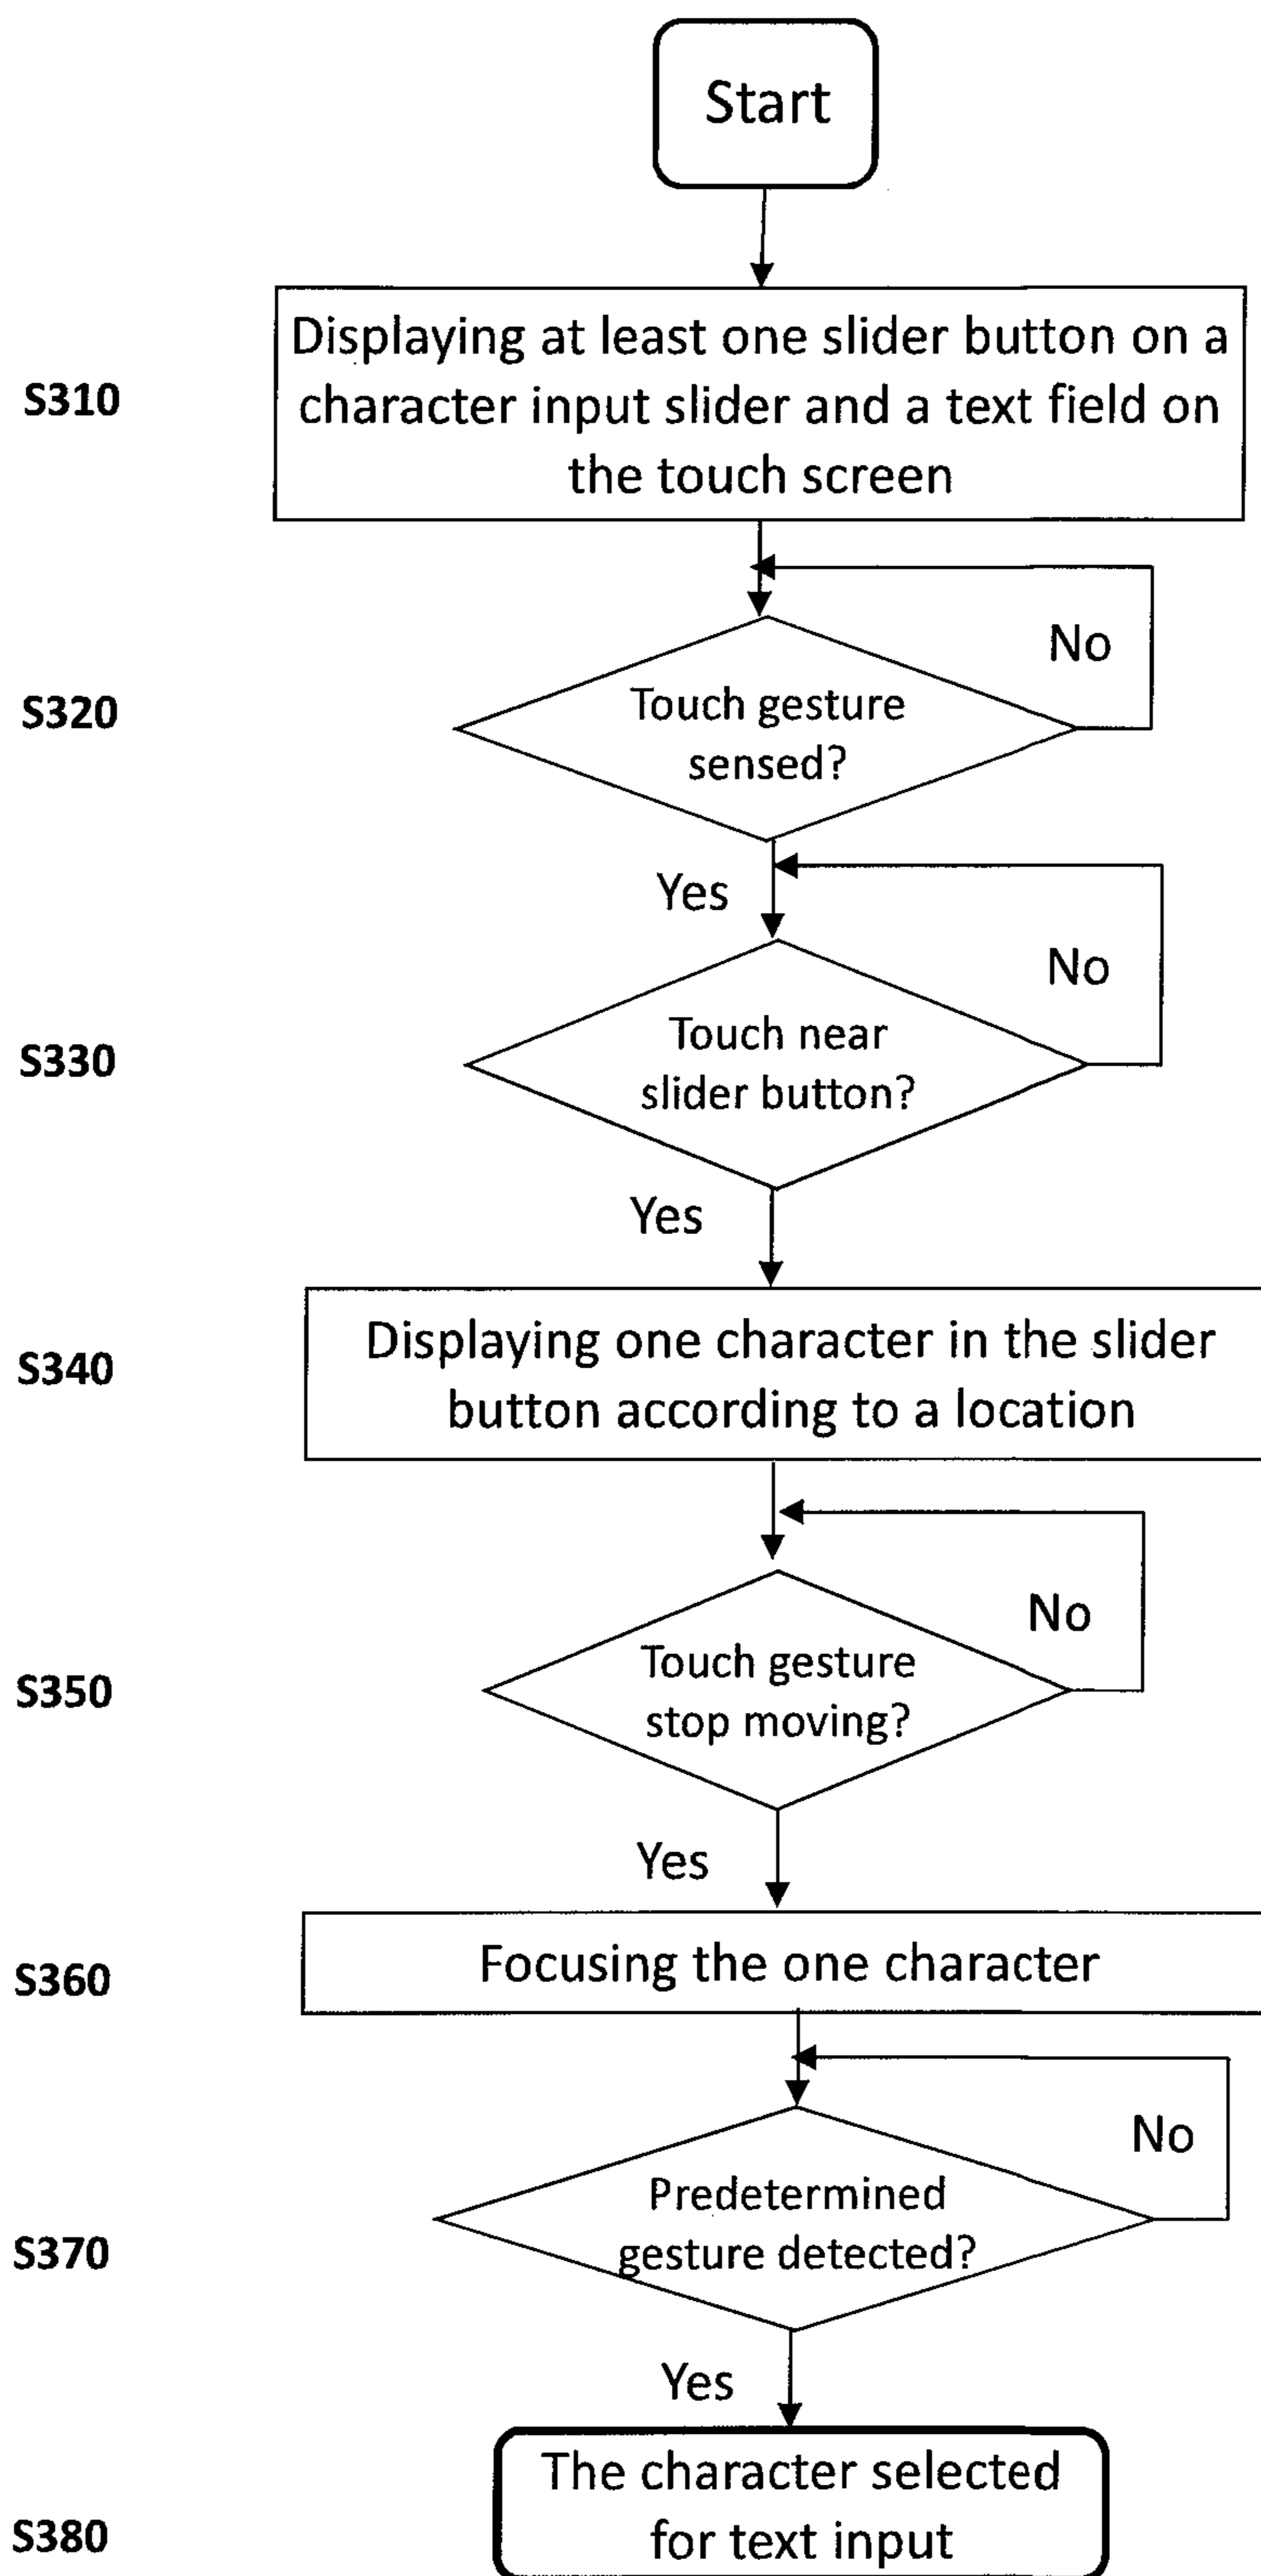 Start
S310
Displaying at least one slider button on a
character input slider and a text field on
the touch screen
No
S320
Touch gesture
sensed?
Yes
No
S330
Touch near
slider button?
Yes
S340
Displaying one character in the slider
button according to a location
No
S350
Touch gesture
stop moving?
Yes
S360
Focusing the one character
No
S370
Predetermined
gesture detected?
Yes
S380
The character selected
for text input